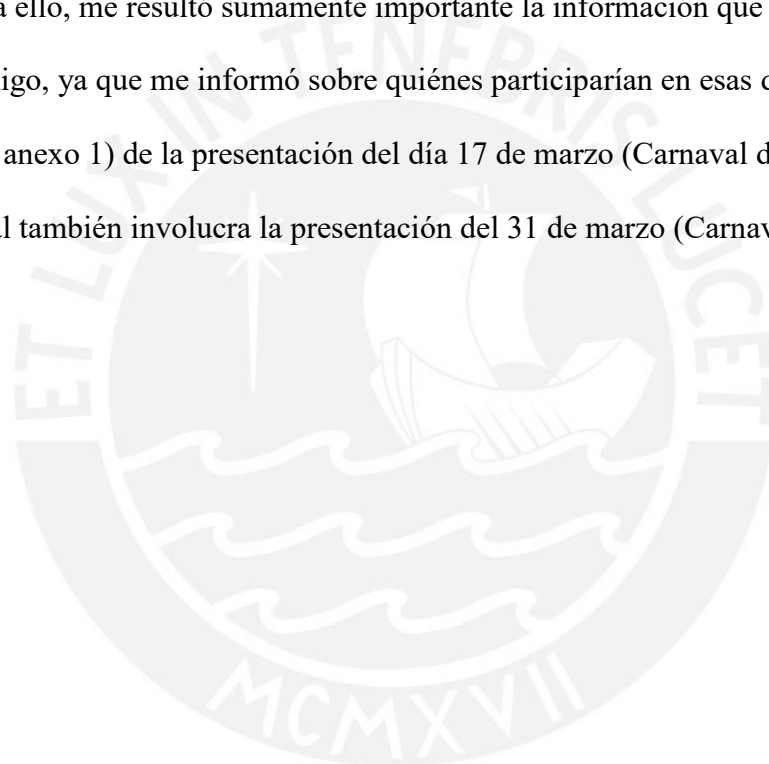 a ello, me resultó sumamente importante la información que
igo, ya que me informó sobre quiénes participarían en esas
anexo 1) de la presentación del día 17 de marzo (Carnaval
l también involucra la presentación del 31 de marzo
ET LUX IN TENEBRIS LUCET
MCMXVII